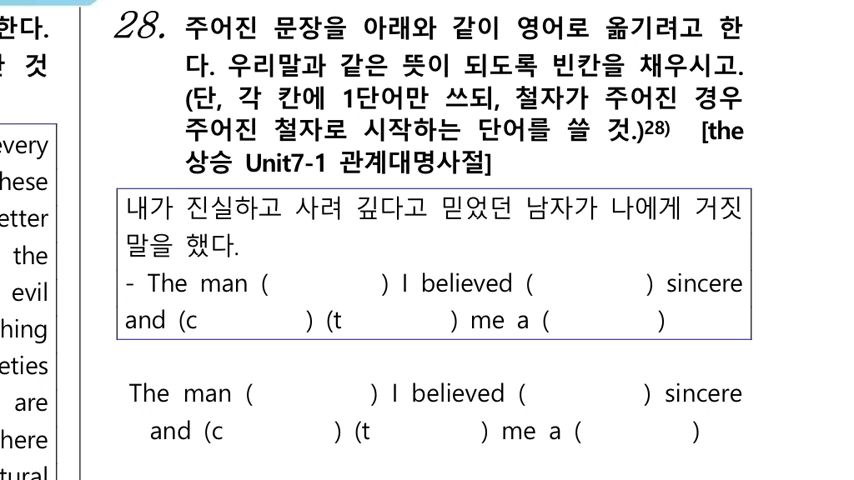 한다.
것
every
these
etter
the
evil
hing
eties
are
here
tural
28. 주어진 문장을 아래와 같이 영어로 옮기려고 한
다. 우리말과 같은 뜻이 되도록 빈칸을 채우시고.
(단, 각 칸에 1단어만 쓰되, 철자가 주어진 경우
주어진 철자로 시작하는 단어를 쓸 것.)28) [the
상승 Unit7-1 관계대명사절]
내가 진실하고 사려 깊다고 믿었던 남자가 나에게 거짓
말을 했다.
- The man ( ) I believed ( ) sincere
and (c ) (t ) me a ( )
The man ( ) I believed ( ) sincere
and (c ) (t ) me a ( )